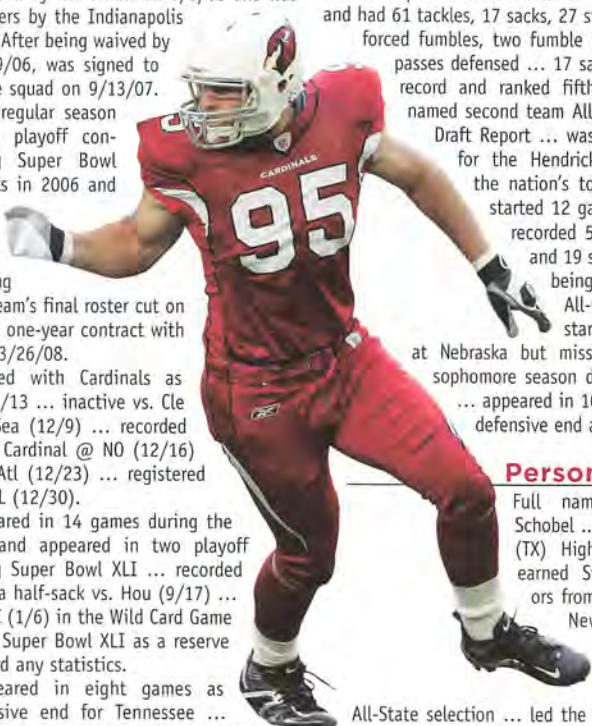 ers by the Indianapolis
After being waived by
9/06, was signed to
e squad on 9/13/07.
regular season
playoff con-
g Super Bowl
ts in 2006 and
ng
eam's final roster cut on
one-year contract with
3/26/08.
ed with Cardinals as
/13 ... inactive vs. Cle
Sea (12/9) ... recorded
Cardinal @ NO (12/16)
Atl (12/23) ... registered
L (12/30).
ared in 14 games during the
and appeared in two playoff
g Super Bowl XLI ... recorded
a half-sack vs. Hou (9/17) ...
(1/6) in the Wild Card Game
Super Bowl XLI as a reserve
d any statistics.
eared in eight games as
sive end for Tennessee ...
95
CARDINALS
95
and had 61 tackles, 17 sacks, 27 s
forced fumbles, two fumble
passes defensed ... 17 sa
record and ranked fifth
named second team All
Draft Report ... was
for the Hendrick
the nation's to
started 12 ga
recorded 5
and 19 s
being
All-
star
at Nebraska but miss
sophomore season d
... appeared in 10
defensive end a
Person
Full nam
Schobel ...
(TX) High
earned S
ors from
New
All-State selection ... led the